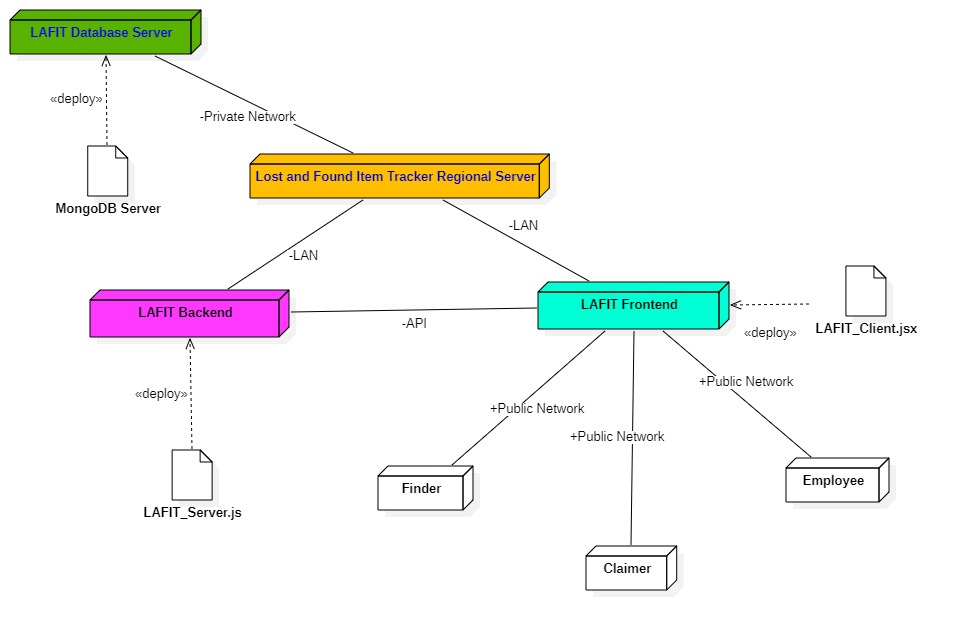 LAFIT Database Server
«deploy»
-Private Network
MongoDB Server
Lost and Found Item Tracker Regional Server
-LAN
-LAN
LAFIT Backend
-API
LAFIT Frontend
«deploy»
LAFIT_Client.jsx
«deploy»
+Public Network
+Public Network
+Public Network
LAFIT_Server.js
Finder
Employee
Claimer